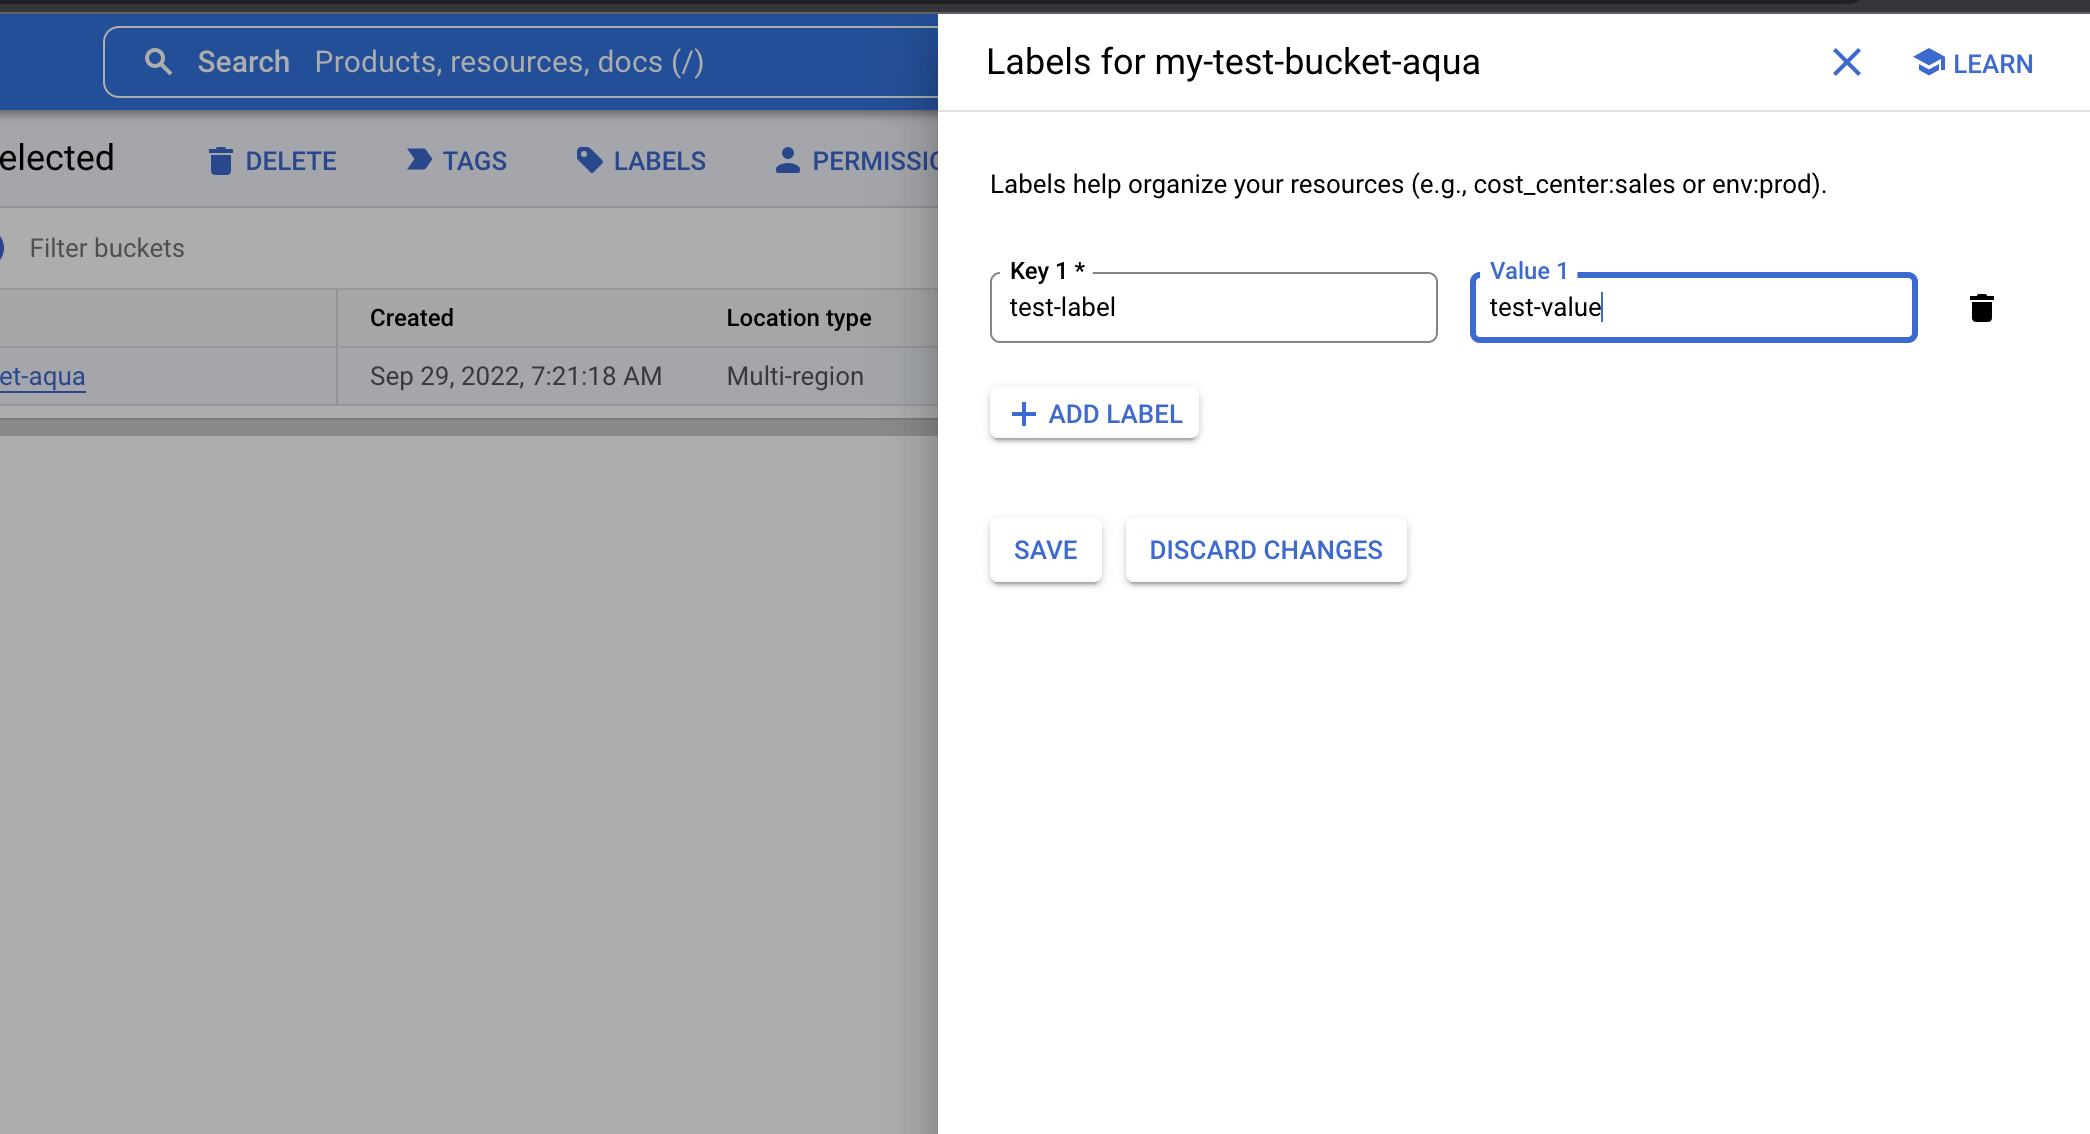 Search Products, resources, docs (/)
elected
DELETE
TAGS
LABELS
PERMISSIO
Filter buckets
Created
Location type
et-aqua
Sep 29, 2022, 7:21:18 AM
Multi-region
Labels for my-test-bucket-aqua
LEARN
Labels help organize your resources (e.g., cost_center:sales or env:prod).
Key 1 *
test-label
Value 1
test-value
ADD LABEL
SAVE
DISCARD CHANGES